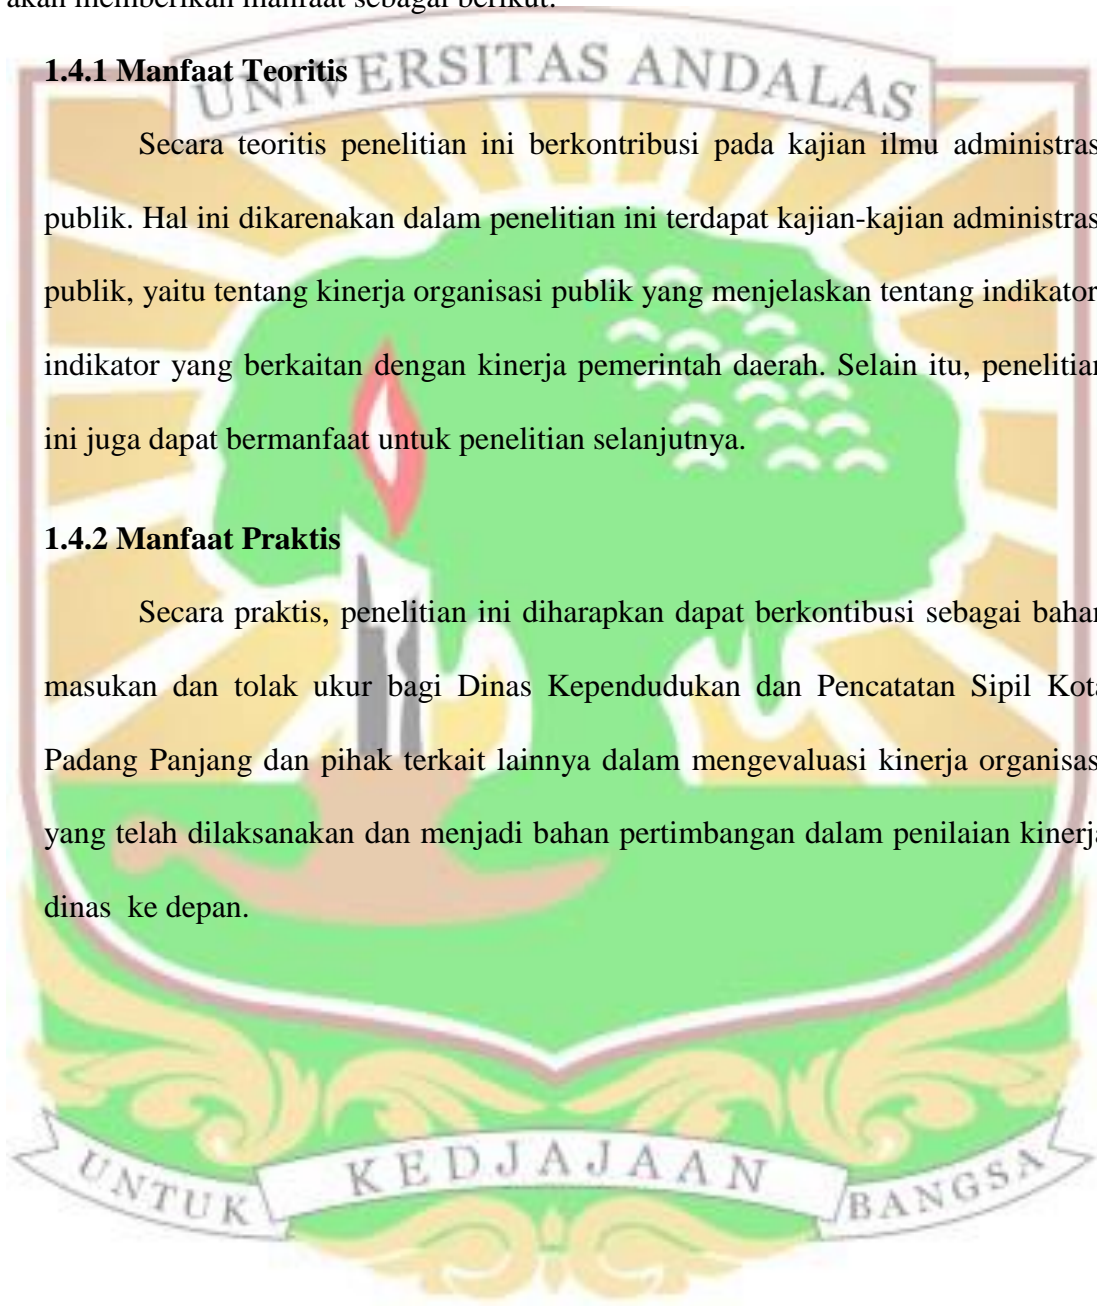 akan memberikan manfaat sebagai berikut:
UNIVERSITAS ANDALAS
1.4.1 Manfaat Teoritis
Secara teoritis penelitian ini berkontribusi pada kajian ilmu administras
publik. Hal ini dikarenakan dalam penelitian ini terdapat kajian-kajian administras
publik, yaitu tentang kinerja organisasi publik yang menjelaskan tentang indikator
indikator yang berkaitan dengan kinerja pemerintah daerah. Selain itu, penelitian
ini juga dapat bermanfaat untuk penelitian selanjutnya.
1.4.2 Manfaat Praktis
Secara praktis, penelitian ini diharapkan dapat berkontibusi sebagai bahan
masukan dan tolak ukur bagi Dinas Kependudukan dan Pencatatan Sipil Kota
Padang Panjang dan pihak terkait lainnya dalam mengevaluasi kinerja organisas
yang telah dilaksanakan dan menjadi bahan pertimbangan dalam penilaian kinerja
dinas ke depan.
UNTUK KEDJAJAAN BANGSA